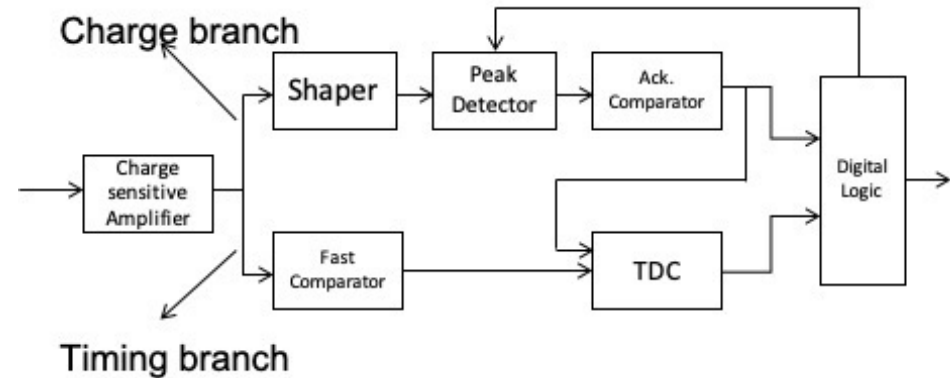 Charge branch
Shaper
Peak
Detector
Ack.
Comparator
Charge
sensitive
Amplifier
Digital
Logic
Fast
Comparator
TDC
Timing branch